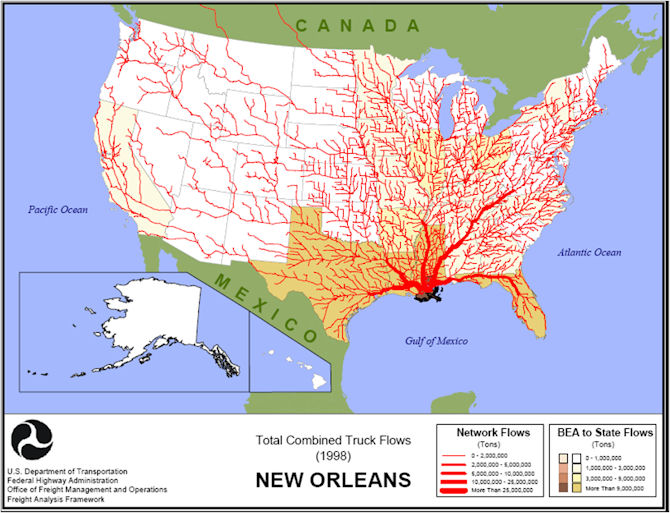 CANADA
Pacific Ocean
Atlantic Ocean
MEXICO
Gulf of Mexico
U.S. Department of Transportation
Federal Highway Administration
Office of Freight Management and Operations
Freight Analysis Framework
Total Combined Truck Flows
(1998)
NEW ORLEANS
Network Flows
(Tons)
0 - 2,000,000
2,000,000 - 5,000,000
5,000,000 - 10,000,000
10,000,000 - 25,000,000
More Than 25,000,000
BEA to State Flows
(Tons)
0 - 1,000,000
1,000,000 - 3,000,000
3,000,000 - 9,000,000
More Than 9,000,000